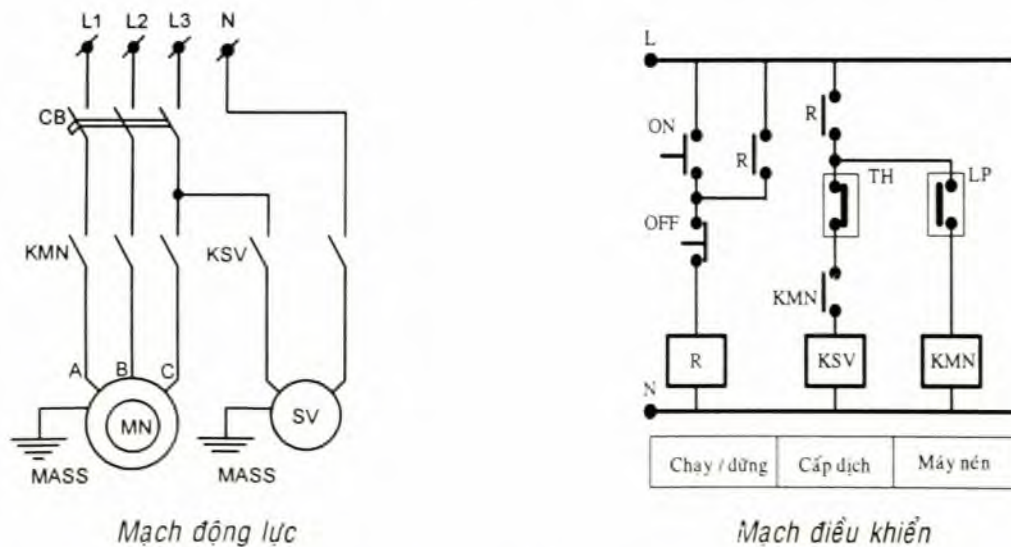 L1 L2 L3 N
CB
KMN KSV
A B C
MN SV
MASS MASS
Mạch động lực
L
R
ON
R
TH LP
OFF
KMN
R KSV KMN
N
Chạy / dừng Cấp dịch Máy nén
Mạch điều khiển